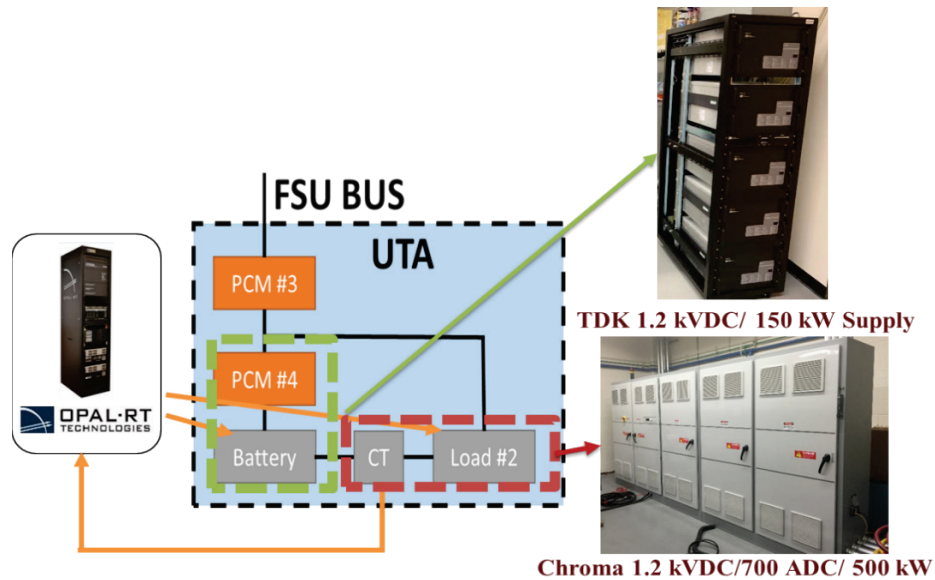 FSU BUS
UTA
PCM #3
PCM #4
Battery
CT
Load #2
OPAL-RT
TECHNOLOGIES
TDK 1.2 kVDC/ 150 kW Supply
Chroma 1.2 kVDC/700 ADC/ 500 kW